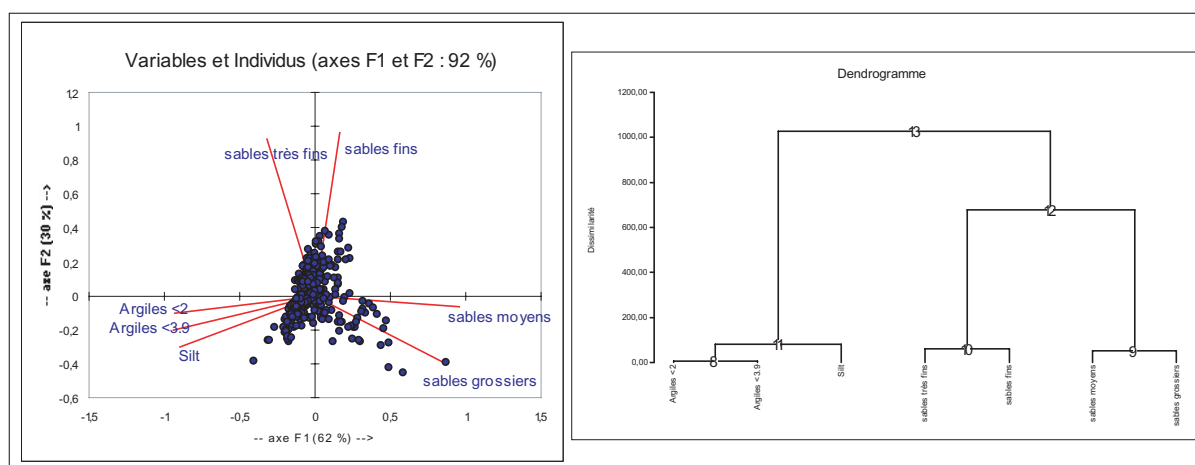 Variables et Individus (axes F1 et F2 : 92 %)
1,2
1
0,8
0,6
0,4
0,2
0
-0,2
-0,4
-0,6
-1,5
-1
-0,5
0
0,5
1
1,5
-- axe F2 (30 %) -->
-- axe F1 (62 %) -->
sables très fins
sables fins
Argiles <2
Argiles <3.9
Silt
sables moyens
sables grossiers
Dendrogramme
1200,00
1000,00
800,00
600,00
400,00
200,00
0,00
Dissimilarité
13
12
11
8
10
9
Argiles <2
Argiles <3.9
Silt
sables très fins
sables fins
sables moyens
sables grossiers